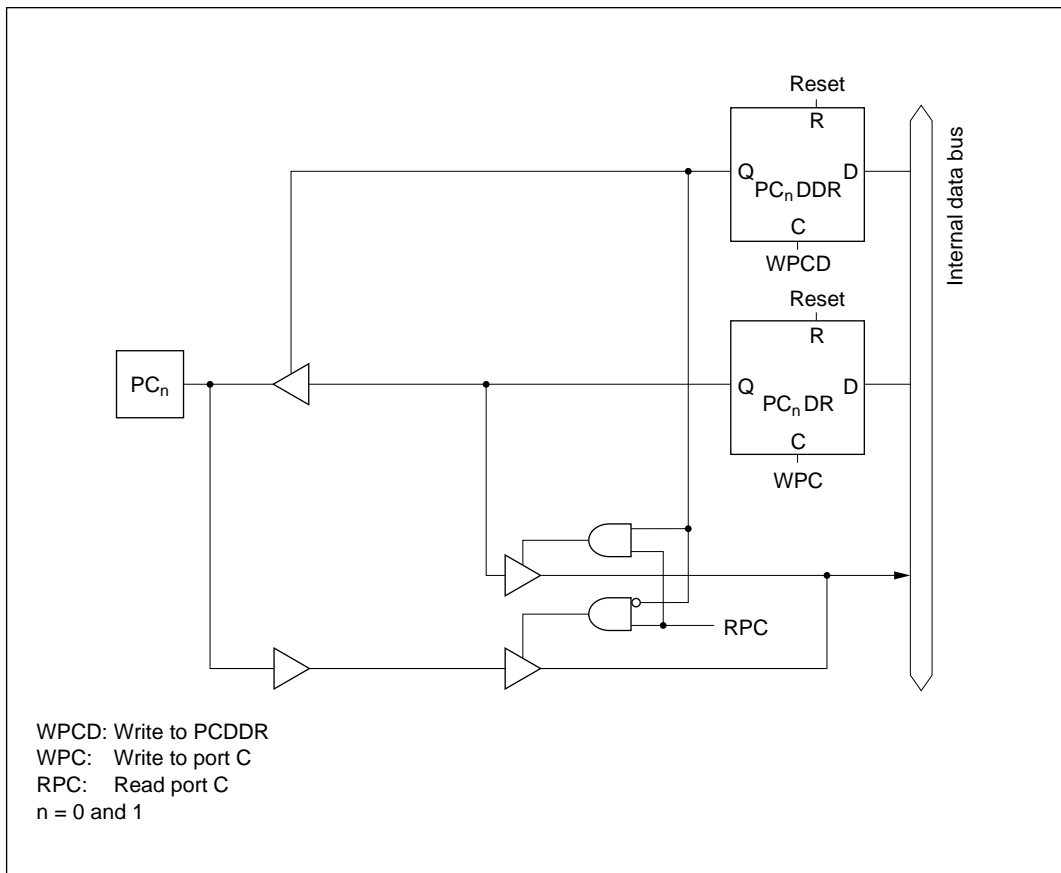 Reset
R
Q PCnDDR D
C
WPCD
Reset
R
Q PCnDR D
C
WPC
PCn
Internal data bus
RPC
WPCD: Write to PCDDR
WPC: Write to port C
RPC: Read port C
n = 0 and 1